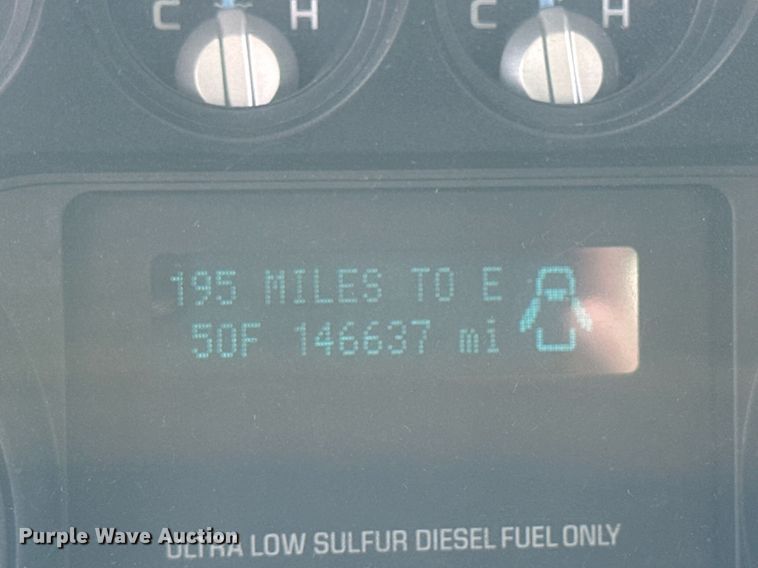 C H C H
195 MILES TO E
50F 146637 mi
Purple Wave Auction
ULTRA LOW SULFUR DIESEL FUEL ONLY